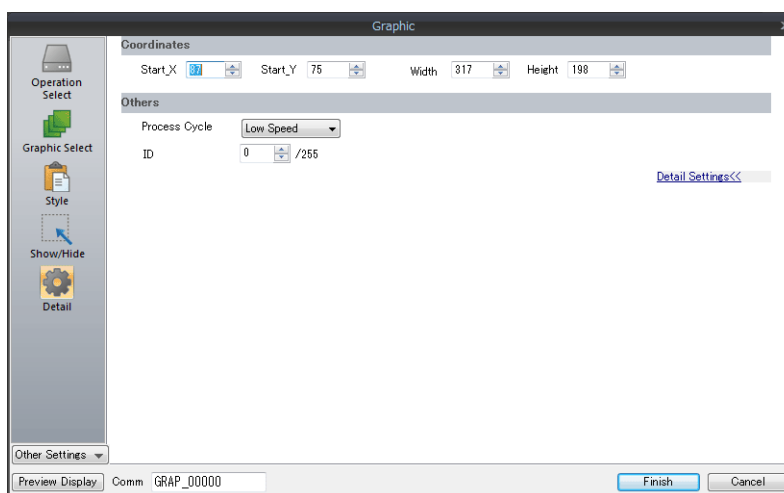 Graphic
Operation
Select
Graphic Select
Style
Show/Hide
Detail
Other Settings
Coordinates
Start_X 87 Start_Y 75 Width 317 Height 198
Others
Process Cycle Low Speed
ID 0 /255
Detail Settings<<
Preview Display Comm GRAP_00000 Finish Cancel